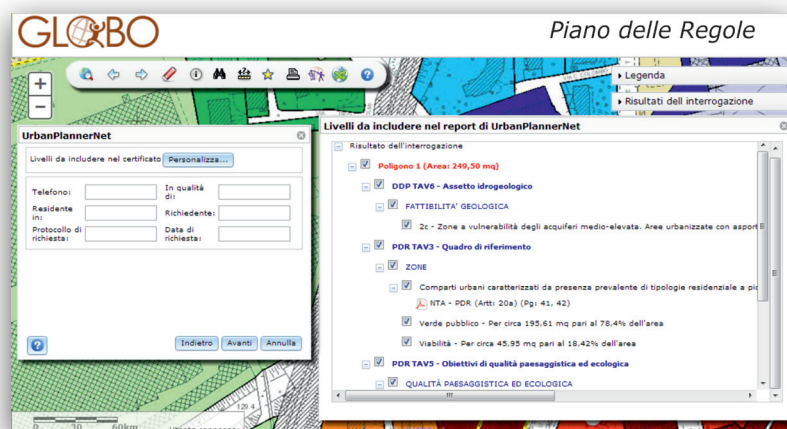 GLOBO
Piano delle Regole
VIA C. COLOMBO
Legenda
Risultati dell interrogazione
UrbanPlannerNet
Livelli da includere nel certificato Personalizza...
Telefono:
In qualità di:
Residente in:
Richiedente:
Protocollo di richiesta:
Data di richiesta:
Indietro Avanti Annulla
Livelli da includere nel report di UrbanPlannerNet
Risultato dell'interrogazione
Poligono 1 (Area: 249,50 mq)
DDP TAV6 - Assetto idrogeologico
FATTIBILITA' GEOLOGICA
2c - Zone a vulnerabilità degli acquiferi medio-elevata. Aree urbanizzate con asport
PDR TAV3 - Quadro di riferimento
ZONE
Comparti urbani caratterizzati da presenza prevalente di tipologie residenziale a pic
NTA - PDR (Artt: 20a) (Pg: 41, 42)
Verde pubblico - Per circa 195,61 mq pari al 78,4% dell'area
Viabilità - Per circa 45,95 mq pari al 18,42% dell'area
PDR TAV5 - Obiettivi di qualità paesaggistica ed ecologica
QUALITÀ PAESAGGISTICA ED ECOLOGICA
129.4
0 30 60km